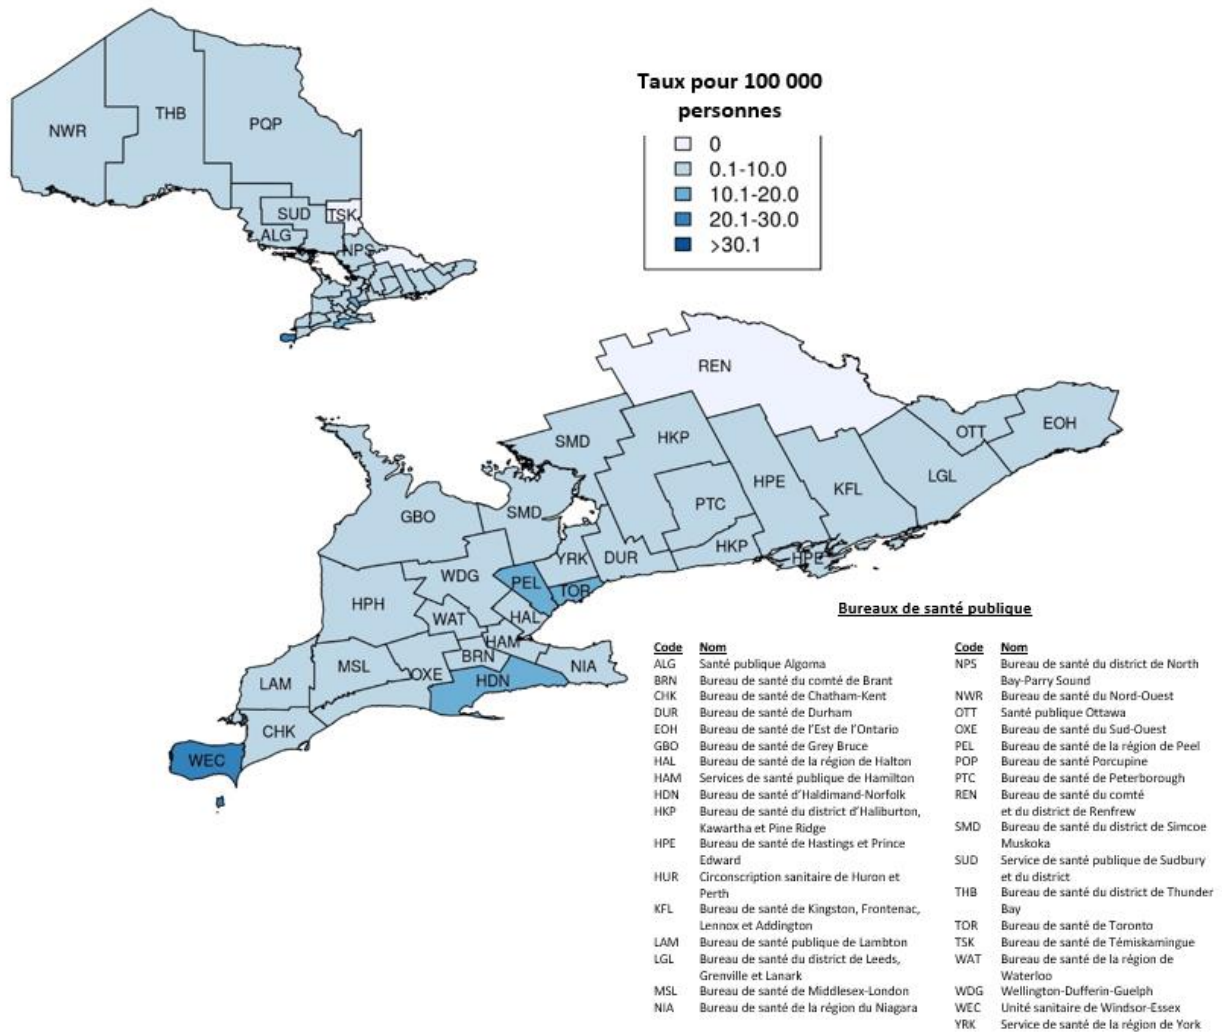 Taux pour 100 000
personnes
0
0.1-10.0
10.1-20.0
20.1-30.0
>30.1
NWR
THB
PQP
SUD
TSK
ALG
NPS
REN
SMD
HKP
OTT
EOH
HPE
KFL
LGL
PTC
GBO
SMD
YRK
DUR
HKP
HPE
WDG
PEL
TOR
HPH
WAT
HAL
HAM
MSL
OXE
BRN
NIA
LAM
HDN
CHK
WEC
Bureaux de santé publique
Code Nom
ALG Santé publique Algoma
BRN Bureau de santé du comté de Brant
CHK Bureau de santé de Chatham-Kent
DUR Bureau de santé de Durham
EOH Bureau de santé de l'Est de l'Ontario
GBO Bureau de santé de Grey Bruce
HAL Bureau de santé de la région de Halton
HAM Services de santé publique de Hamilton
HDN Bureau de santé d'Haldimand-Norfolk
HKP Bureau de santé du district d'Haliburton,
Kawartha et Pine Ridge
HPE Bureau de santé de Hastings et Prince
Edward
HUR Circonscription sanitaire de Huron et
Perth
KFL Bureau de santé de Kingston, Frontenac,
Lennox et Addington
LAM Bureau de santé publique de Lambton
LGL Bureau de santé du district de Leeds,
Grenville et Lanark
MSL Bureau de santé de Middlesex-London
NIA Bureau de santé de la région du Niagara
Code Nom
NPS Bureau de santé du district de North
Bay-Parry Sound
NWR Bureau de santé du Nord-Ouest
OTT Santé publique Ottawa
OXE Bureau de santé du Sud-Ouest
PEL Bureau de santé de la région de Peel
POP Bureau de santé Porcupine
PTC Bureau de santé de Peterborough
REN Bureau de santé du comté
et du district de Renfrew
SMD Bureau de santé du district de Simcoe
Muskoka
SUD Service de santé publique de Sudbury
et du district
THB Bureau de santé du district de Thunder
Bay
TOR Bureau de santé de Toronto
TSK Bureau de santé de Témiskamingue
WAT Bureau de santé de la région de
Waterloo
WDG Wellington-Dufferin-Guelph
WEC Unité sanitaire de Windsor-Essex
YRK Service de santé de la région de York